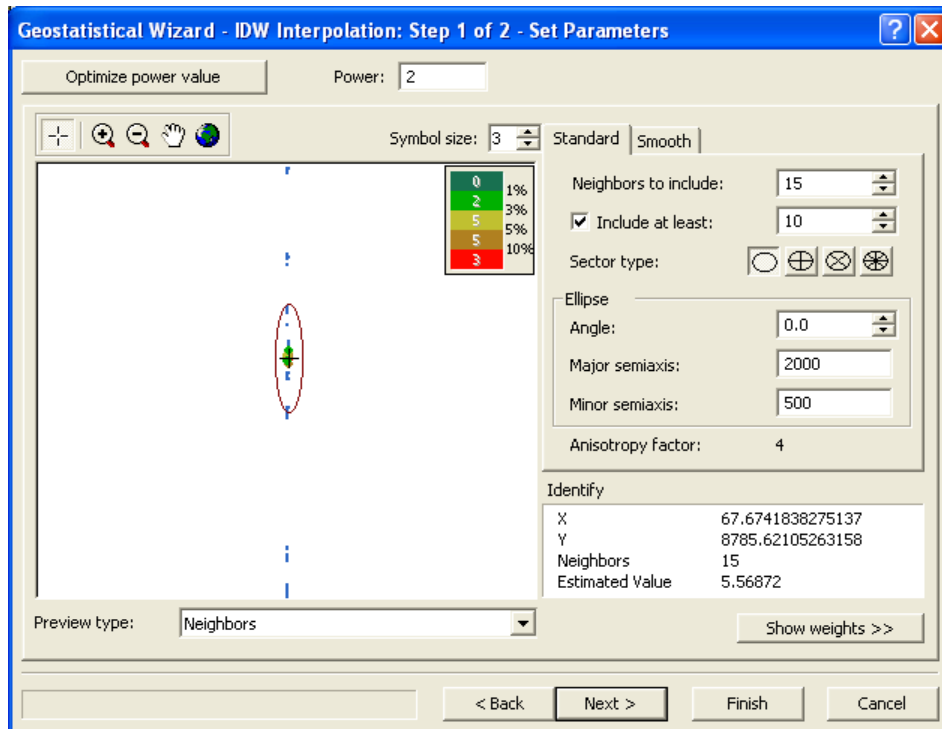 Geostatistical Wizard - IDW Interpolation: Step 1 of 2 - Set Parameters
Optimize power value
Power: 2
Symbol size: 3
Standard
Smooth
0
2
5
5
3
1%
3%
5%
10%
Neighbors to include: 15
Include at least: 10
Sector type:
Ellipse
Angle: 0.0
Major semiaxis: 2000
Minor semiaxis: 500
Anisotropy factor: 4
Identify
X 67.6741838275137
Y 8785.62105263158
Neighbors 15
Estimated Value 5.56872
Preview type: Neighbors
Show weights >>
< Back
Next >
Finish
Cancel